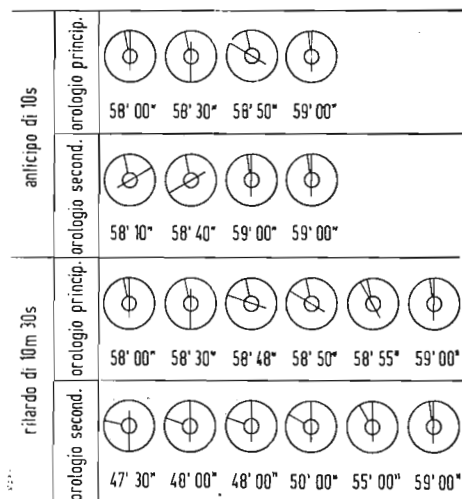 anticipo di 10s
orologio princip.
58' 00" 58' 30" 58' 50" 59' 00"
orologio second.
58' 10" 58' 40" 59' 00" 59' 00"
rilardo di 10m 30s
orologio princip.
58' 00" 58' 30" 58' 48" 58' 50" 58' 55" 59' 00"
orologio second.
47' 30" 48' 00" 48' 00" 50' 00" 55' 00" 59' 00"